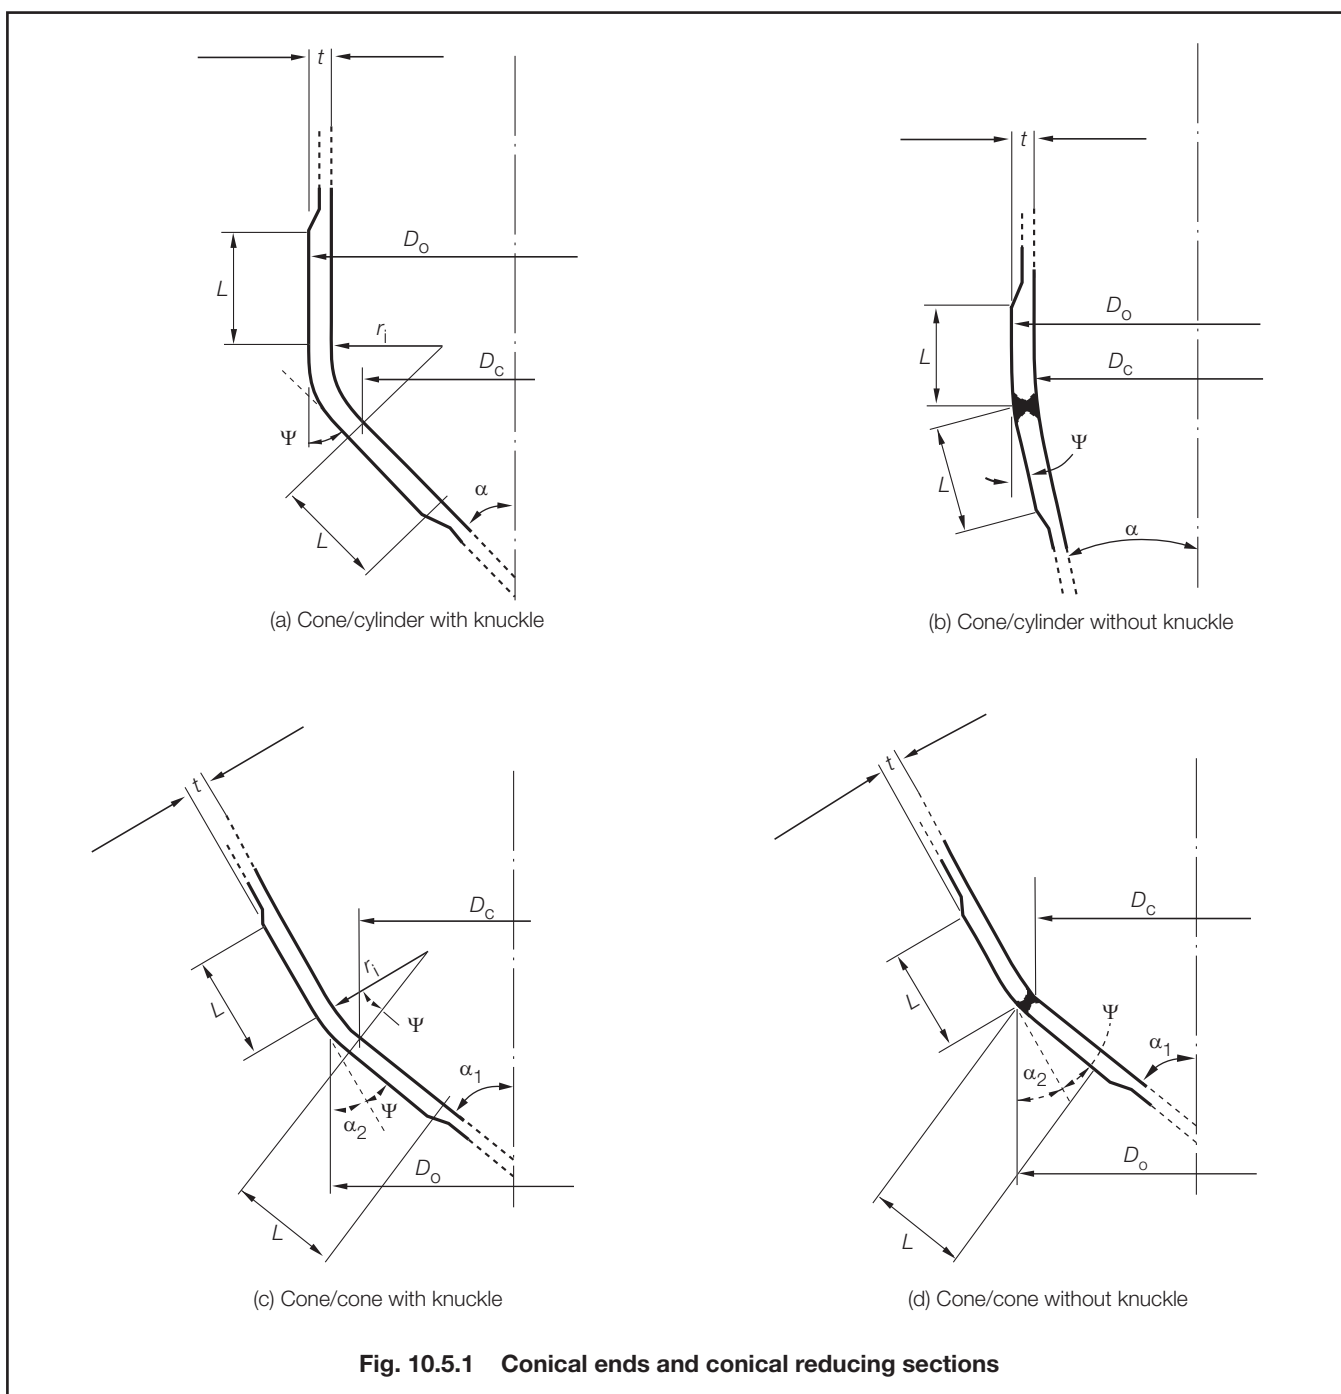 t
D_o
L
r_i
D_c
Ψ
α
L
(a) Cone/cylinder with knuckle
t
D_o
L
D_c
Ψ
L
α
(b) Cone/cylinder without knuckle
t
D_c
r_i
L
Ψ
α_1
Ψ
α_2
D_o
L
(c) Cone/cone with knuckle
t
D_c
L
Ψ
α_1
α_2
D_o
L
(d) Cone/cone without knuckle
Fig. 10.5.1 Conical ends and conical reducing sections